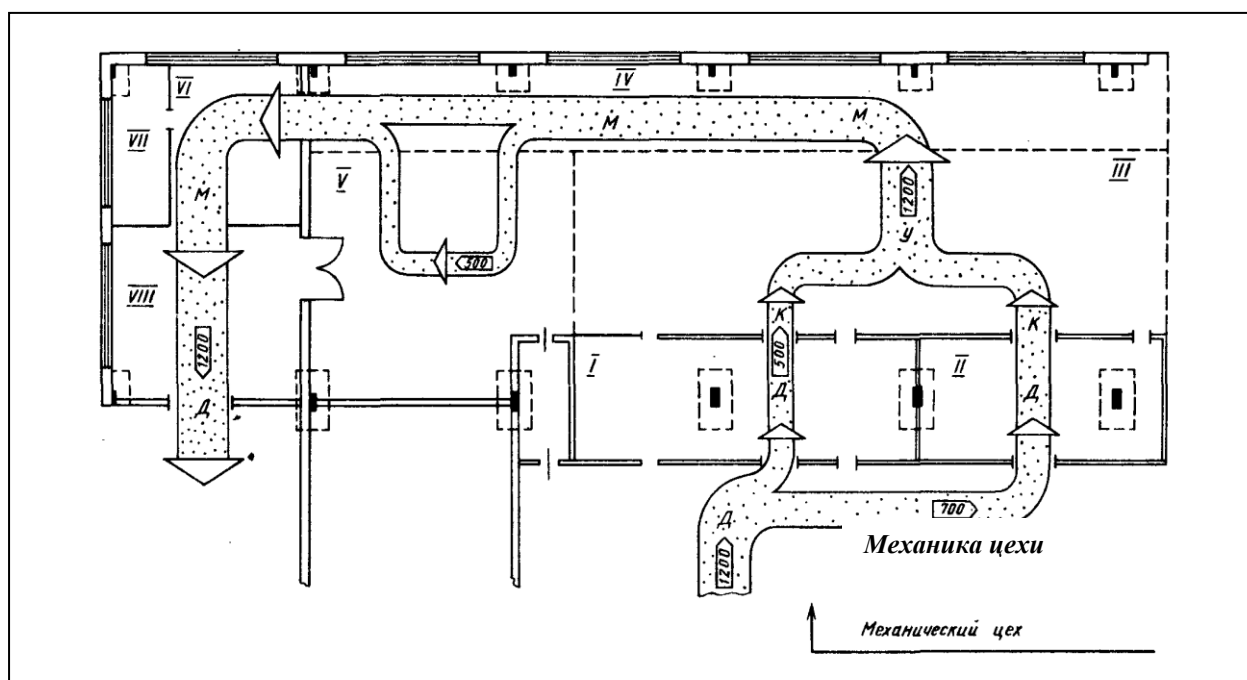 VI
IV
VII
М
М
V
III
1200
М
У
500
VIII
К
К
1200
I
500
II
Д
Д
Д
Д
700
Механика цехи
1200
Механический цех